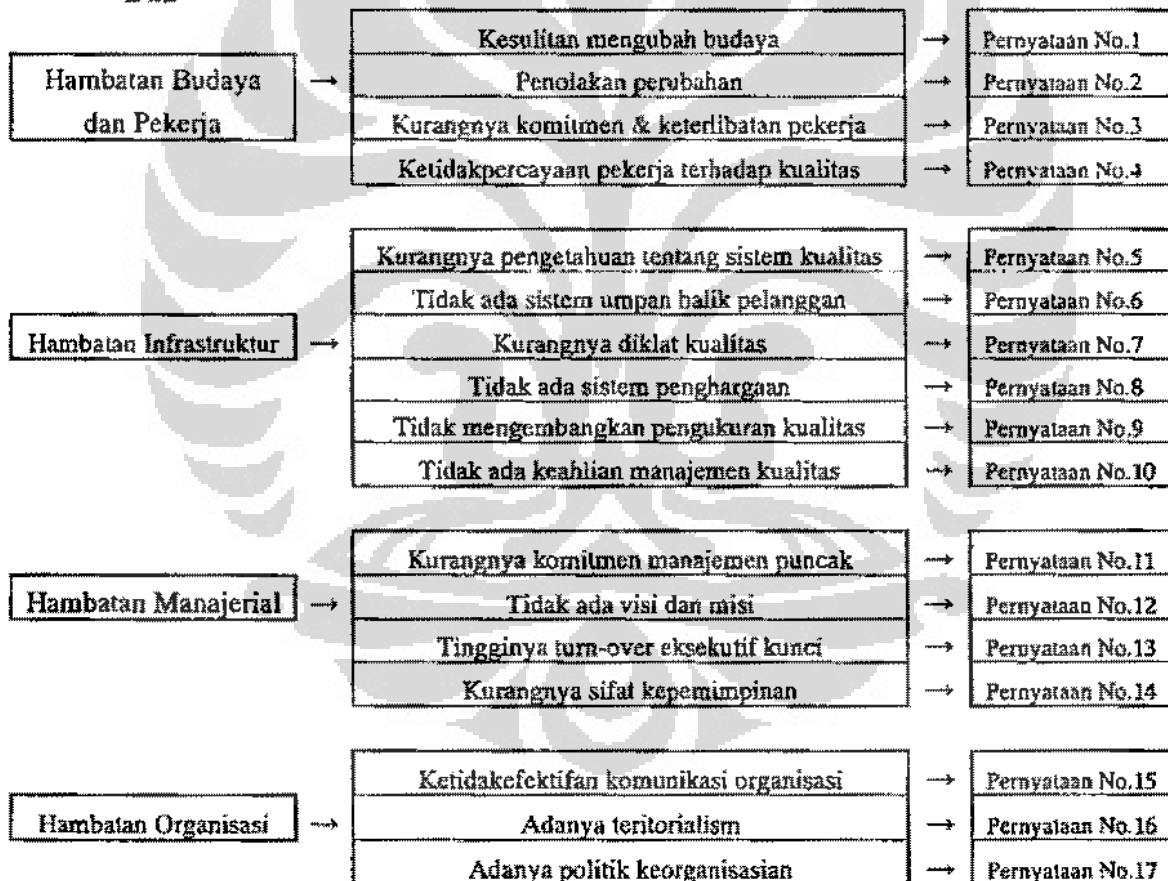 Kesulitan mengubah budaya → Pernyataan No.1
Hambatan Budaya dan Pekerja → Penolakan perubahan → Pernyataan No.2
Kurangnya komitmen & keterlibatan pekerja → Pernyataan No.3
Ketidakpercayaan pekerja terhadap kualitas → Pernyataan No.4
Kurangnya pengetahuan tentang sistem kualitas → Pernyataan No.5
Tidak ada sistem umpan balik pelanggan → Pernyataan No.6
Hambatan Infrastruktur → Kurangnya diklat kualitas → Pernyataan No.7
Tidak ada sistem penghargaan → Pernyataan No.8
Tidak mengembangkan pengukuran kualitas → Pernyataan No.9
Tidak ada keahlian manajemen kualitas → Pernyataan No.10
Kurangnya komitmen manajemen puncak → Pernyataan No.11
Hambatan Manajerial → Tidak ada visi dan misi → Pernyataan No.12
Tingginya turn-over eksekutif kunci → Pernyataan No.13
Kurangnya sifat kepemimpinan → Pernyataan No.14
Ketidakefektifan komunikasi organisasi → Pernyataan No.15
Hambatan Organisasi → Adanya teritorialism → Pernyataan No.16
Adanya politik keorganisasian → Pernyataan No.17